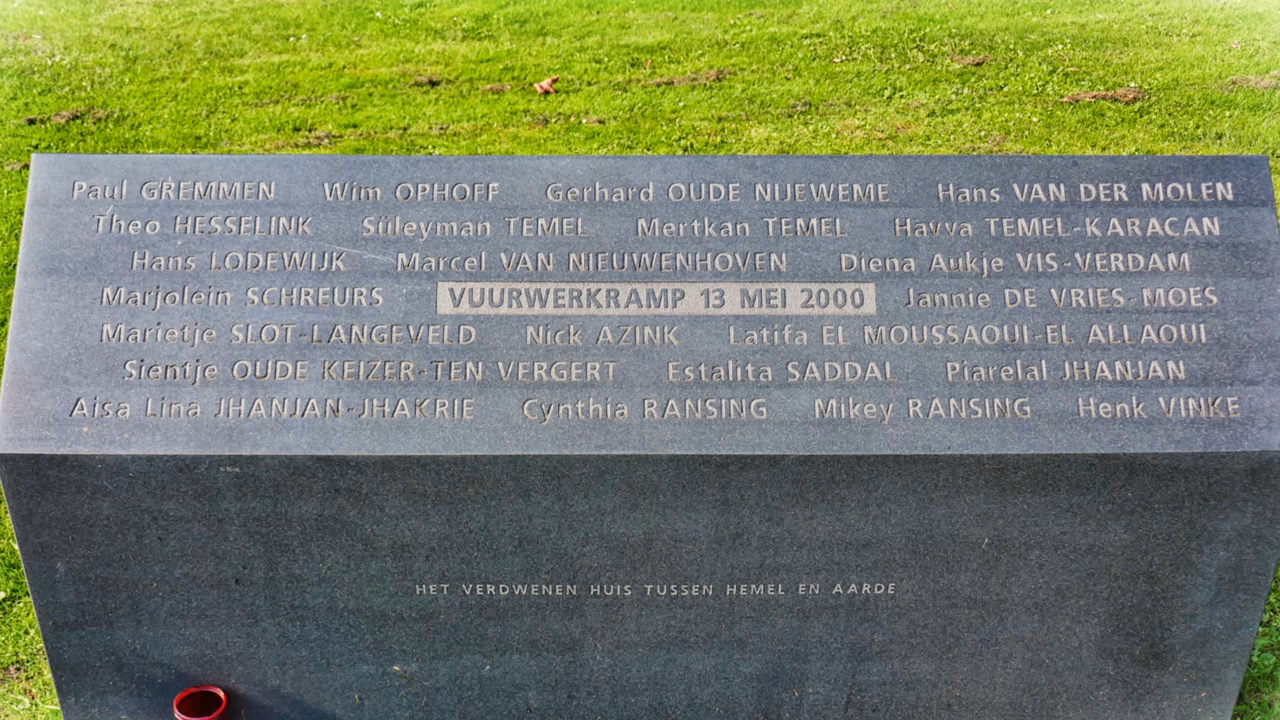 Paul GREMMEN Wim OPHOFF Gerhard OUDE NIJEWEME Hans VAN DER MOLEN
Theo HESSELINK Süleyman TEMEL Mertkan TEMEL Havva TEMEL-KARACAN
Hans LODEWIJK Marcel VAN NIEUWENHOVEN Diena Aukje VIS-VERDAM
Marjolein SCHREURS VUURWERKRAMP 13 MEI 2000 Jannie DE VRIES-MOES
Marietje SLOT-LANGEVELD Nick AZINK Latifa EL MOUSSAOUI-EL ALLAOUI
Sientje OUDE KEIZER-TEN VERGERT Estalita SADDAL Piarelal JHANJAN
Aisa Lina JHANJAN-JHAKRIE Cynthia RANSING Mikey RANSING Henk VINKE
HET VERDWENEN HUIS TUSSEN HEMEL EN AARDE